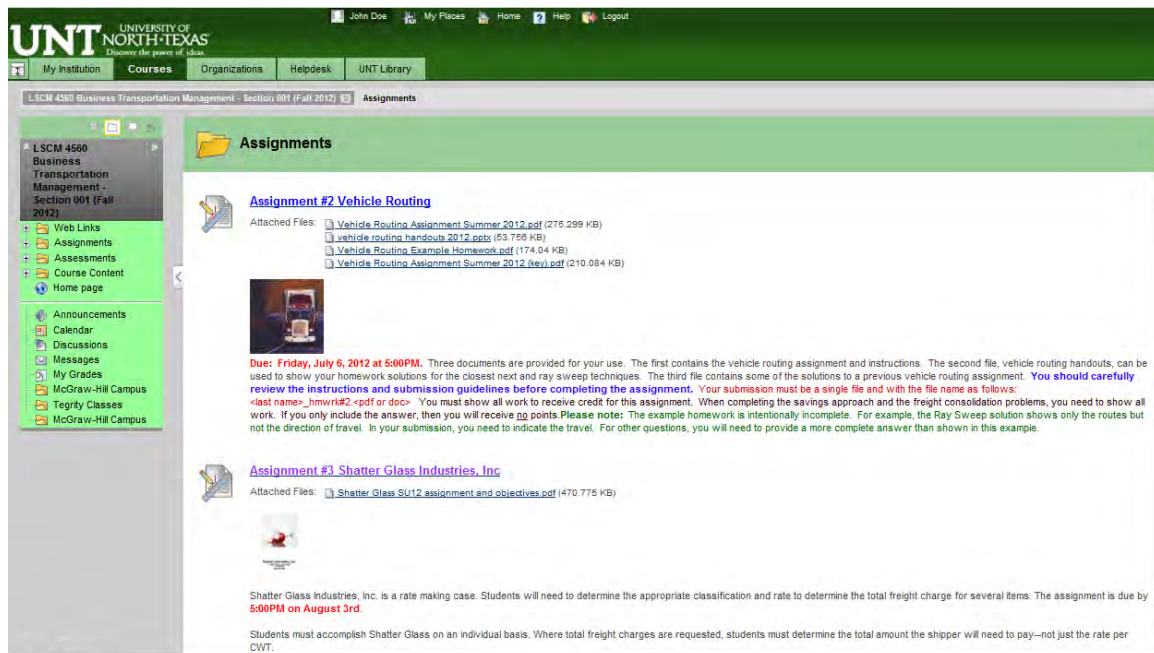 John Doe My Places Home Help Logout
UNT UNIVERSITY OF
NORTH·TEXAS
Discover the power of ideas
My Institution Courses Organizations Helpdesk UNT Library
LSCM 4560 Business Transportation Management - Section 001 (Fall 2012) Assignments
LSCM 4560
Business
Transportation
Management -
Section 001 (Fall
2012)
Web Links
Assignments
Assessments
Course Content
Home page
Announcements
Calendar
Discussions
Messages
My Grades
McGraw-Hill Campus
Tegrity Classes
McGraw-Hill Campus
Assignments
Assignment #2 Vehicle Routing
Attached Files: Vehicle Routing Assignment Summer 2012.pdf (275.299 KB)
vehicle routing handouts 2012.pptx (53.756 KB)
Vehicle Routing Example Homework.pdf (174.04 KB)
Vehicle Routing Assignment Summer 2012 (key).pdf (210.084 KB)
Due: Friday, July 6, 2012 at 5:00PM. Three documents are provided for your use. The first contains the vehicle routing assignment and instructions. The second file, vehicle routing handouts, can be
used to show your homework solutions for the closest next and ray sweep techniques. The third file contains some of the solutions to a previous vehicle routing assignment. You should carefully
review the instructions and submission guidelines before completing the assignment. Your submission must be a single file and with the file name as follows:
<last name>_hmwrk#2.<pdf or doc> You must show all work to receive credit for this assignment. When completing the savings approach and the freight consolidation problems, you need to show all
work. If you only include the answer, then you will receive no points. Please note: The example homework is intentionally incomplete. For example, the Ray Sweep solution shows only the routes but
not the direction of travel. In your submission, you need to indicate the travel. For other questions, you will need to provide a more complete answer than shown in this example.
Assignment #3 Shatter Glass Industries, Inc
Attached Files: Shatter Glass SU12 assignment and objectives.pdf (470.775 KB)
Shatter Glass Industries, Inc. is a rate making case. Students will need to determine the appropriate classification and rate to determine the total freight charge for several items. The assignment is due by
5:00PM on August 3rd.
Students must accomplish Shatter Glass on an individual basis. Where total freight charges are requested, students must determine the total amount the shipper will need to pay--not just the rate per
CWT.